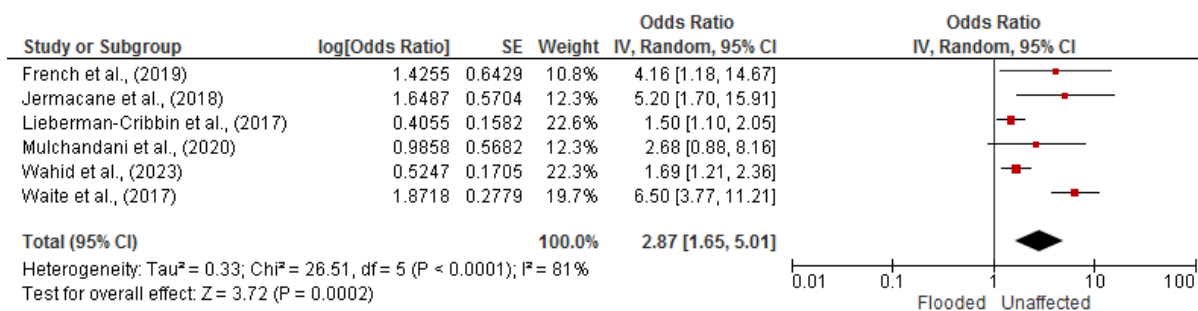 Odds Ratio Odds Ratio
Study or Subgroup log[Odds Ratio] SE Weight IV, Random, 95% CI IV, Random, 95% CI
French et al., (2019) 1.4255 0.6429 10.8% 4.16 [1.18, 14.67]
Jermacane et al., (2018) 1.6487 0.5704 12.3% 5.20 [1.70, 15.91]
Lieberman-Cribbin et al., (2017) 0.4055 0.1582 22.6% 1.50 [1.10, 2.05]
Mulchandani et al., (2020) 0.9858 0.5682 12.3% 2.68 [0.88, 8.16]
Wahid et al., (2023) 0.5247 0.1705 22.3% 1.69 [1.21, 2.36]
Waite et al., (2017) 1.8718 0.2779 19.7% 6.50 [3.77, 11.21]
Total (95% CI) 100.0% 2.87 [1.65, 5.01]
Heterogeneity: Tau² = 0.33; Chi² = 26.51, df = 5 (P < 0.0001); I² = 81%
Test for overall effect: Z = 3.72 (P = 0.0002)
0.01 0.1 1 10 100
Flooded Unaffected